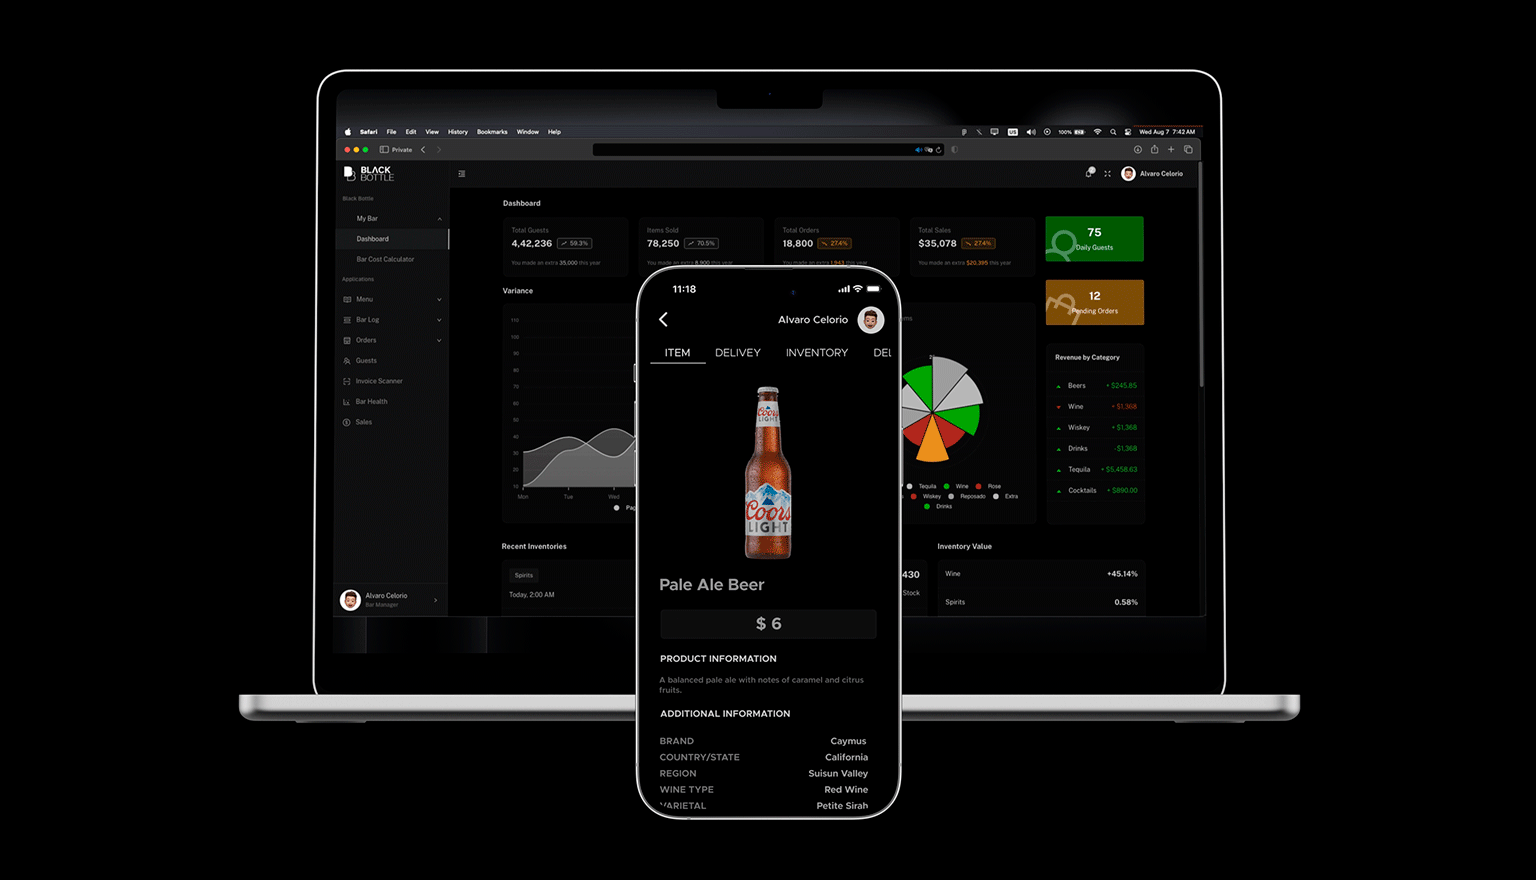 Safari File Edit View History Bookmarks Window Help
US 100% Wed Aug 7 7:42 AM
Private
BLACK
BOTTLE
Alvaro Celorio
Black Bottle
My Bar
Dashboard
Bar Cost Calculator
Applications
Menu
Bar Log
Orders
Guests
Invoice Scanner
Bar Health
Sales
Alvaro Celorio
Bar Manager
Dashboard
Total Guests
4,42,236 59.3%
You made an extra 35,000 this year
Items Sold
78,250 70.5%
You made an extra 8,900 this year
Total Orders
18,800 27.4%
You made an extra 1,943 this year
Total Sales
$35,078 27.4%
You made an extra $20,395 this year
75
Daily Guests
12
Pending Orders
Variance
110
100
90
80
70
60
50
40
30
20
10
Mon Tue Wed
Pag
ems
Tequila Wine Rose
Wiskey Reposado Extra
Drinks
Revenue by Category
Beers + $245.85
Wine + $1,368
Wiskey + $1,368
Drinks - $1,368
Tequila + $5,458.63
Cocktails + $890.00
Recent Inventories
Spirits
Today, 2:00 AM
430
Stock
Inventory Value
Wine +45.14%
Spirits 0.58%
11:18
Alvaro Celorio
ITEM DELIVEY INVENTORY DEL
Coors
LIGHT
Coors
LIGHT
Pale Ale Beer
$ 6
PRODUCT INFORMATION
A balanced pale ale with notes of caramel and citrus
fruits.
ADDITIONAL INFORMATION
BRAND Caymus
COUNTRY/STATE California
REGION Suisun Valley
WINE TYPE Red Wine
VARIETAL Petite Sirah